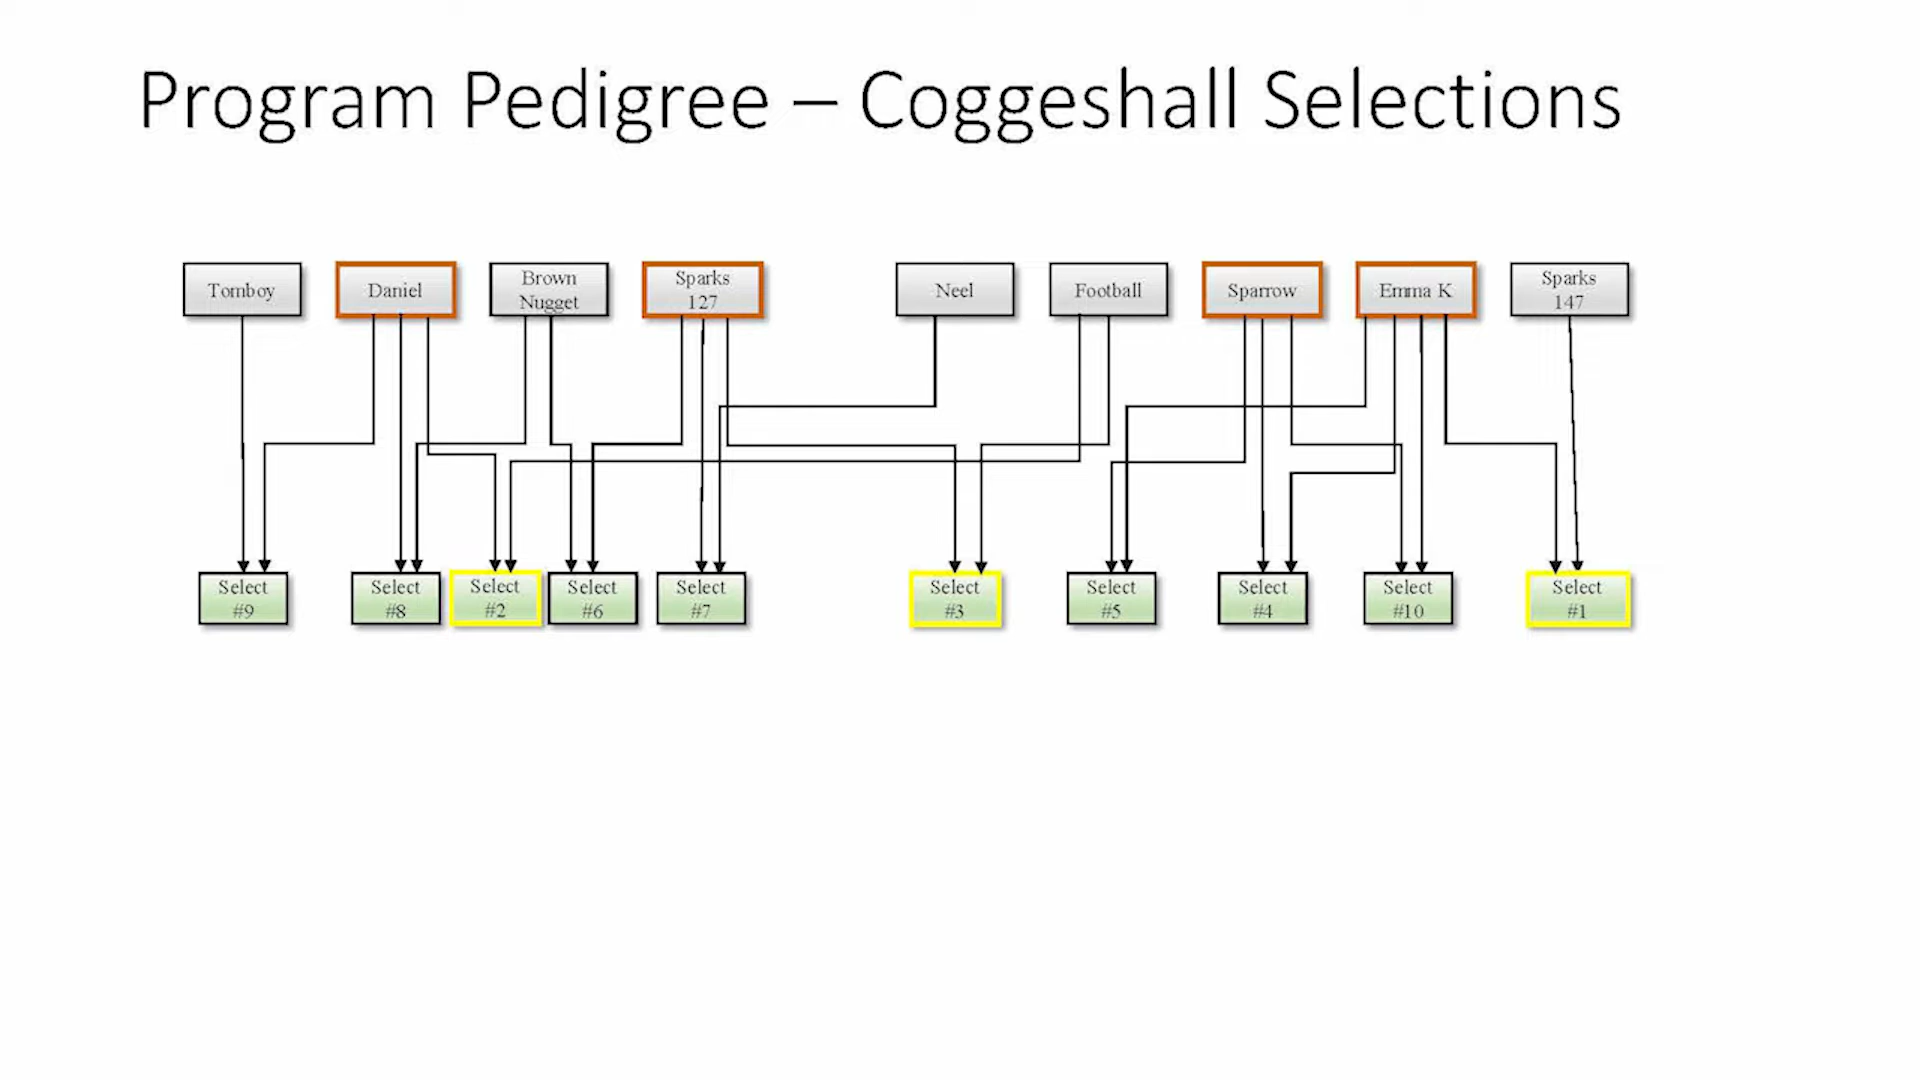 Program Pedigree – Coggeshall Selections
Tomboy
Daniel
Brown
Nugget
Sparks
127
Neel
Football
Sparrow
Emma K
Sparks
147
Select
#9
Select
#8
Select
#2
Select
#6
Select
#7
Select
#3
Select
#5
Select
#4
Select
#10
Select
#1